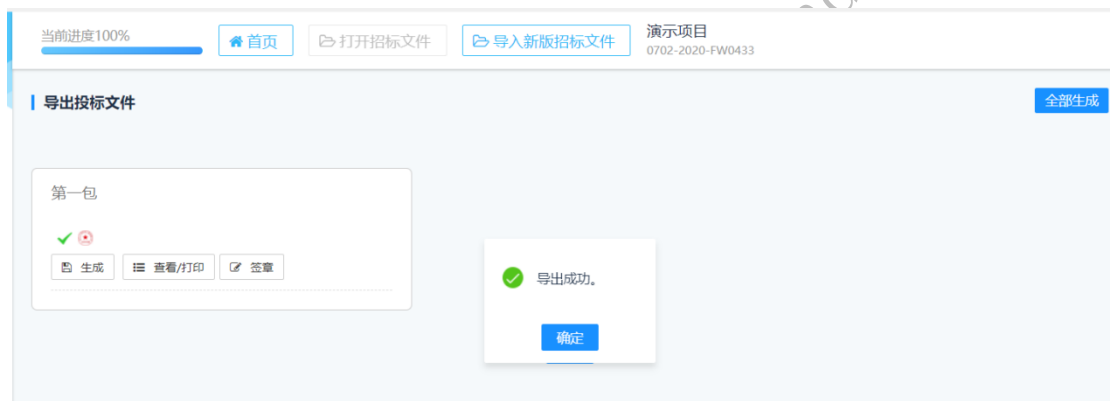 当前进度100%
首页
打开招标文件
导入新版招标文件
演示项目
0702-2020-FW0433
导出投标文件
全部生成
第一包
生成
查看/打印
签章
导出成功。
确定